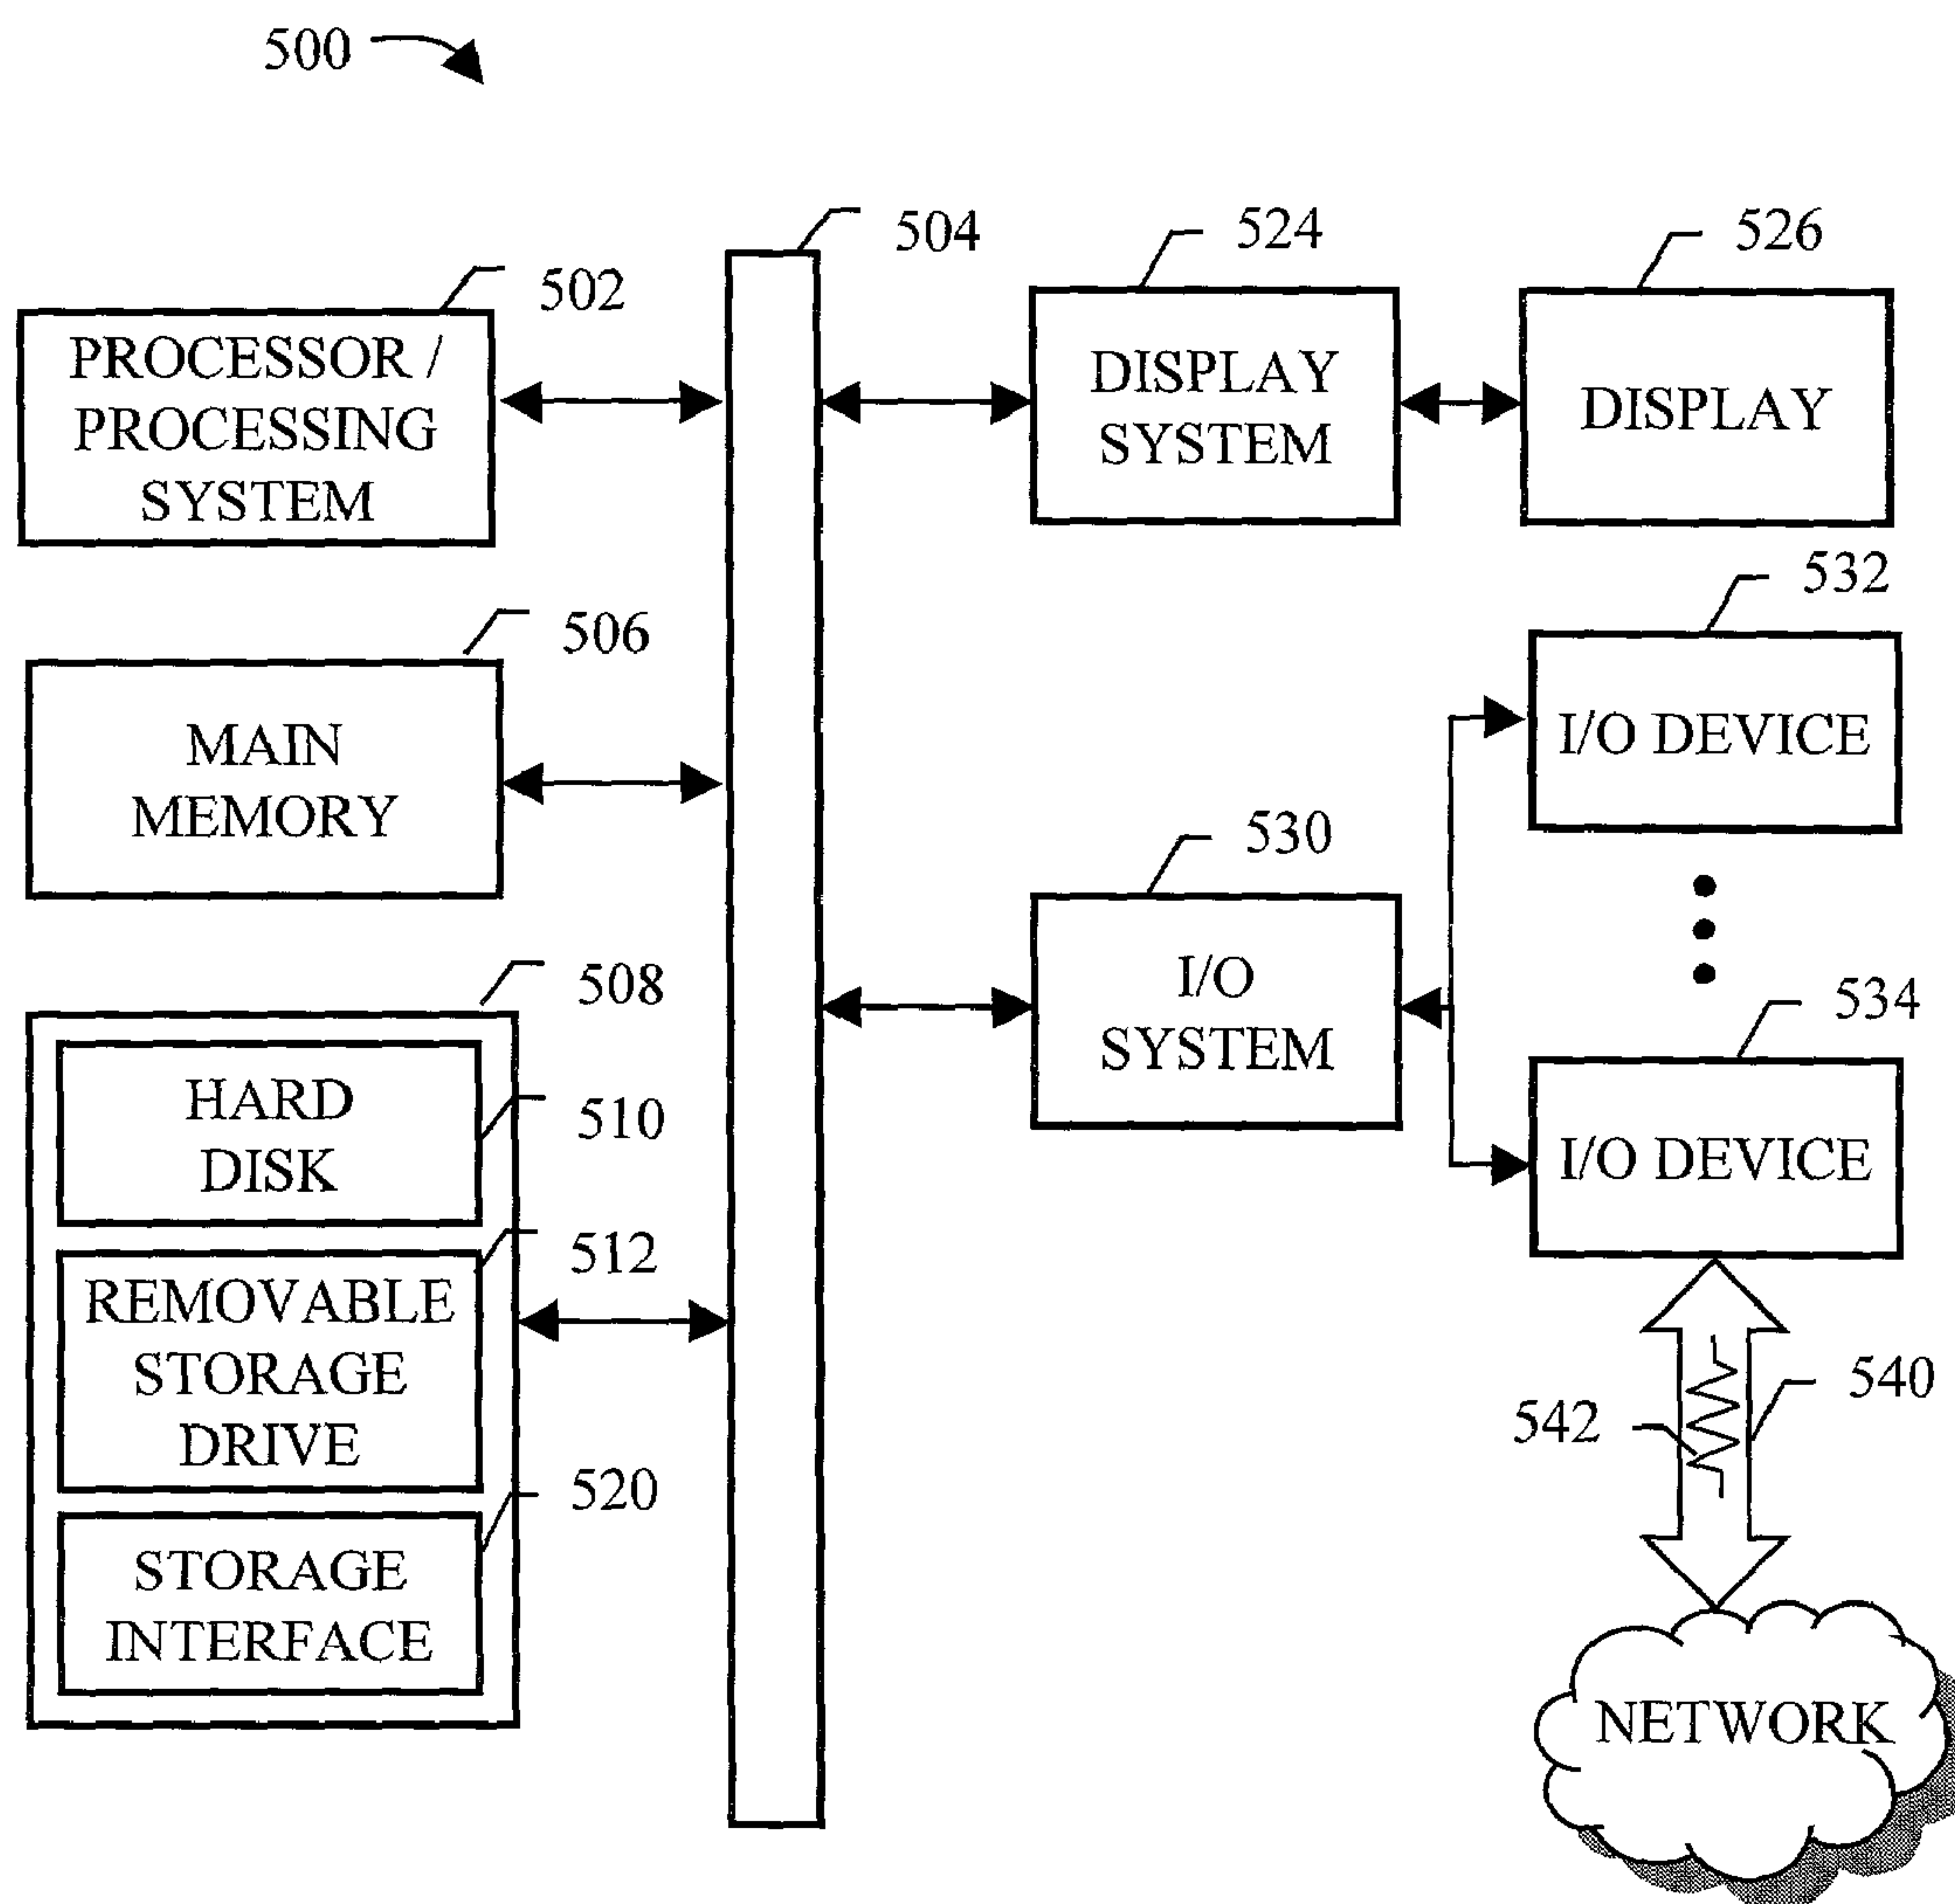 500
504
524
526
502
PROCESSOR /
PROCESSING
SYSTEM
DISPLAY
SYSTEM
DISPLAY
532
506
MAIN
MEMORY
I/O DEVICE
530
I/O
SYSTEM
508
534
HARD
DISK
510
I/O DEVICE
512
REMOVABLE
STORAGE
DRIVE
540
542
520
STORAGE
INTERFACE
NETWORK